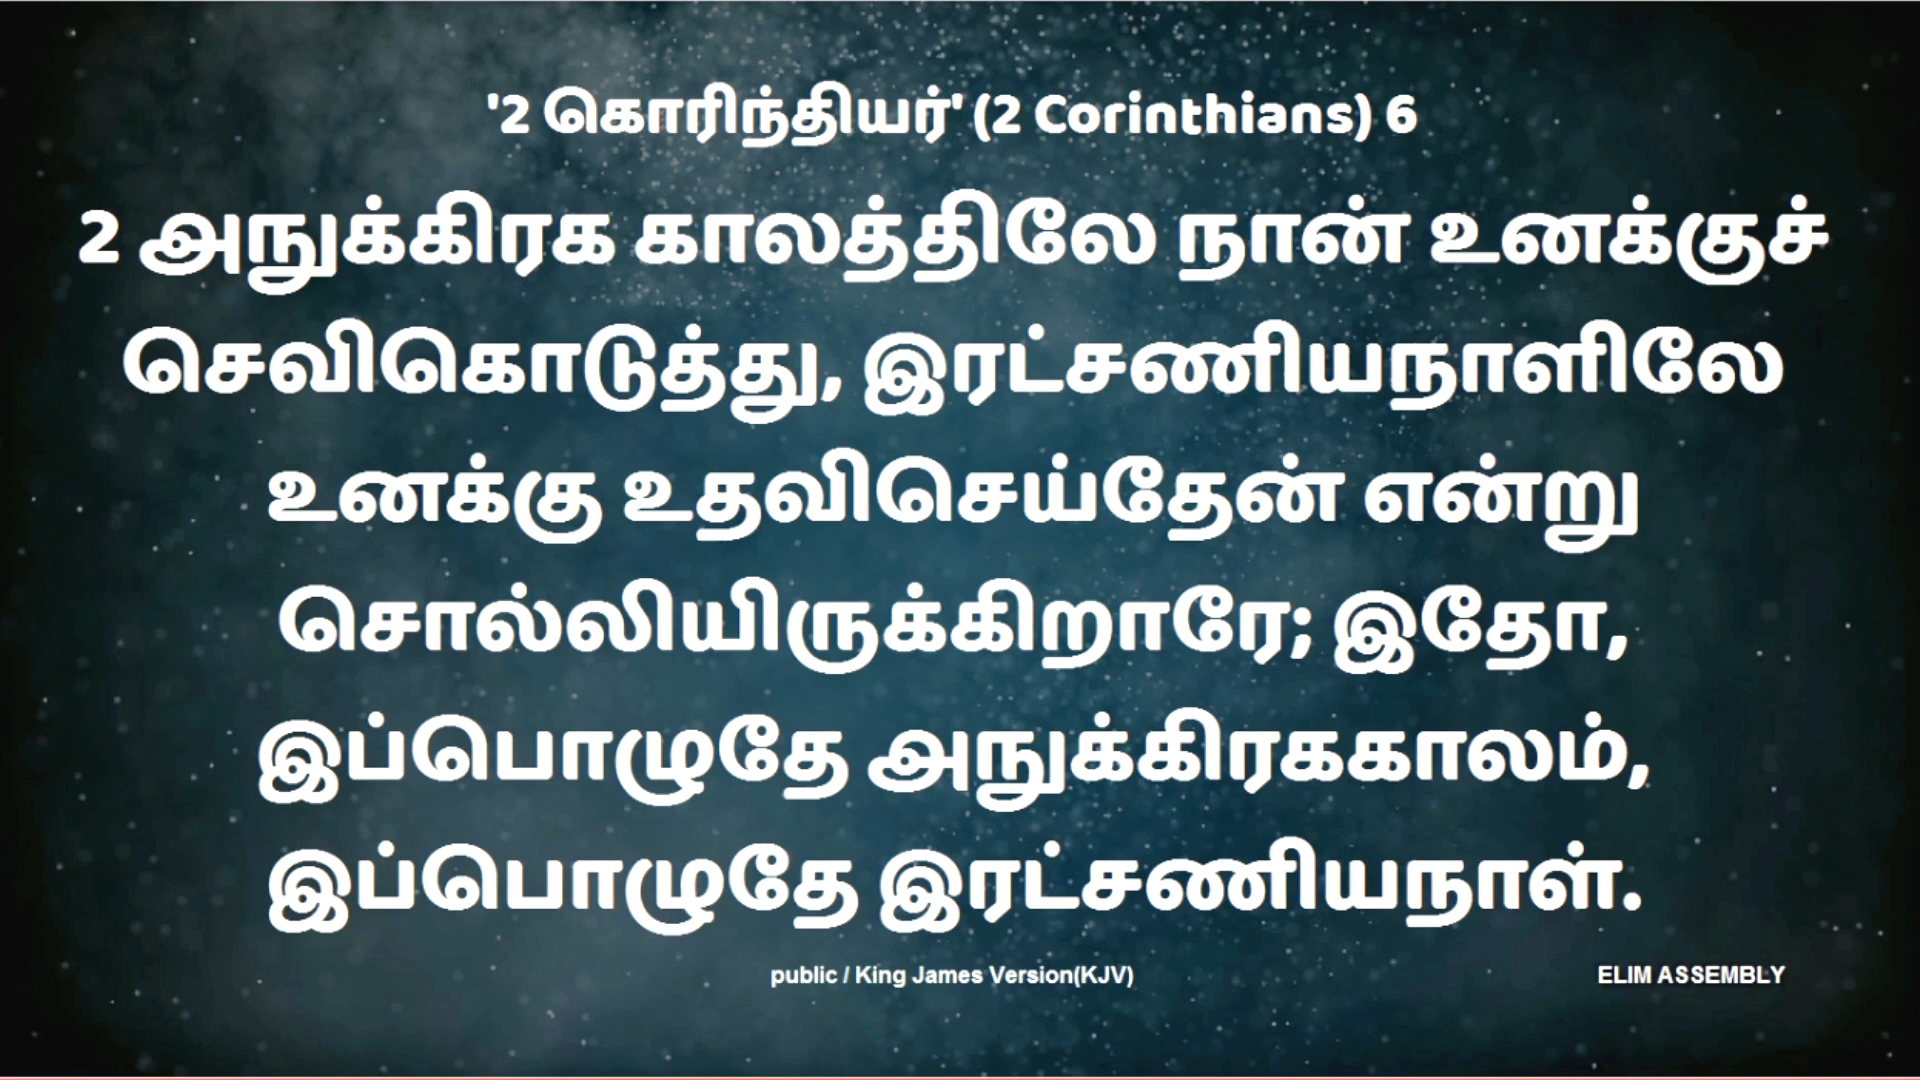 '2 கொரிந்தியர்' (2 Corinthians) 6
2 அநுக்கிரக காலத்திலே நான் உனக்குச்
செவிகொடுத்து, இரட்சணியநாளிலே
உனக்கு உதவிசெய்தேன் என்று
சொல்லியிருக்கிறாரே; இதோ,
இப்பொழுதே அநுக்கிரககாலம்,
இப்பொழுதே இரட்சணியநாள்.
public / King James Version(KJV)
ELIM ASSEMBLY